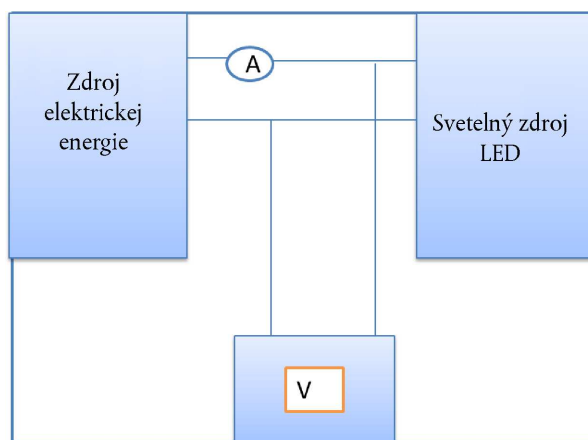 Zdroj
elektrickej
energie
A
Svetelný zdroj
LED
V